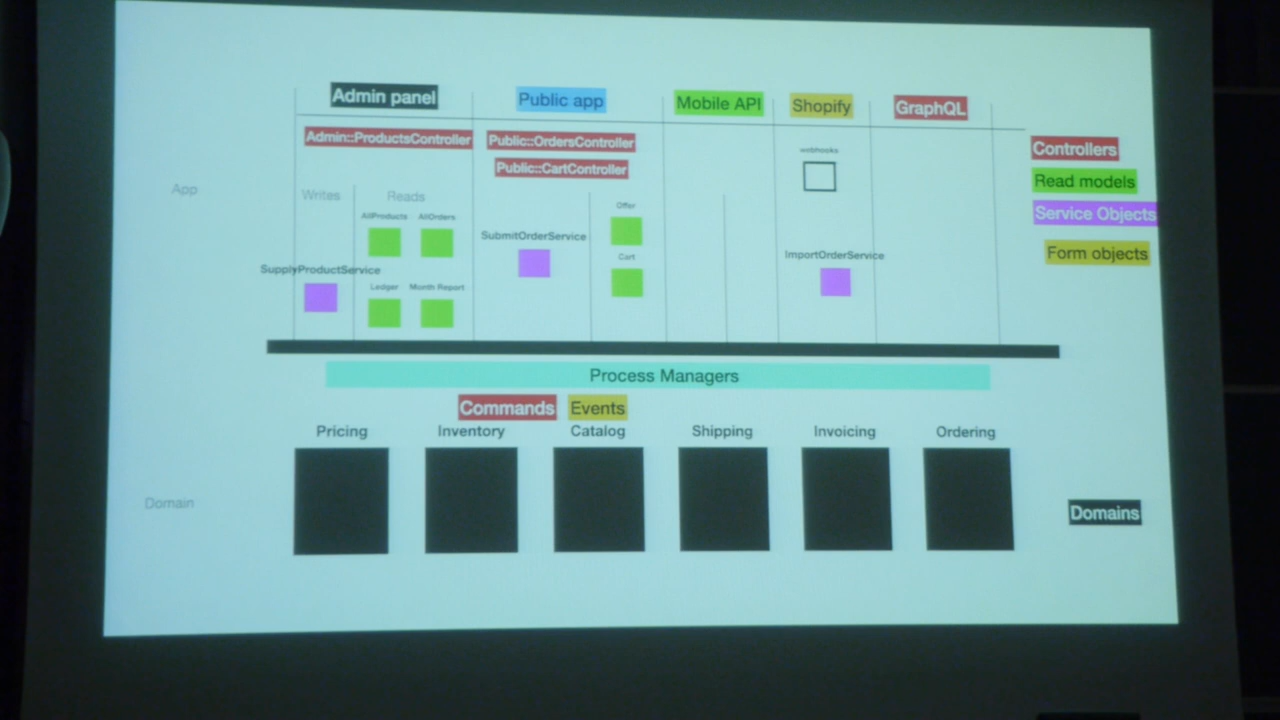 Admin panel
Public app
Mobile API
Shopify
GraphQL
Admin::ProductsController
Public::OrdersController
Public::CartController
webhooks
Controllers
Read models
Service Objects
Form objects
App
Writes
Reads
AllProducts
AllOrders
Offer
SubmitOrderService
Cart
ImportOrderService
SupplyProductService
Ledger
Month Report
Process Managers
Commands
Events
Pricing
Inventory
Catalog
Shipping
Invoicing
Ordering
Domain
Domains